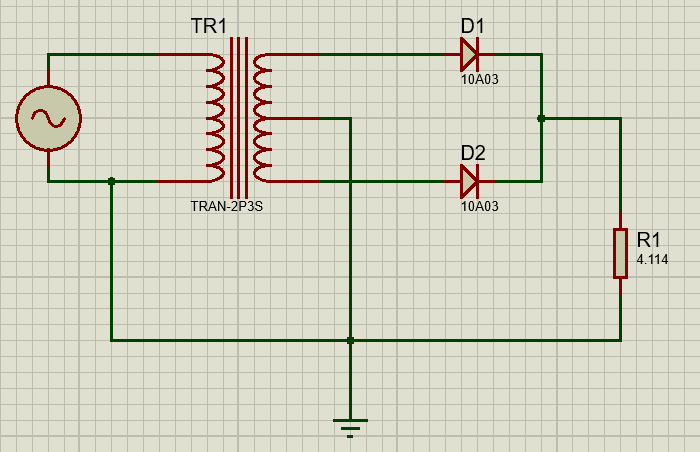 TR1
TRAN-2P3S
D1
10A03
D2
10A03
R1
4.114